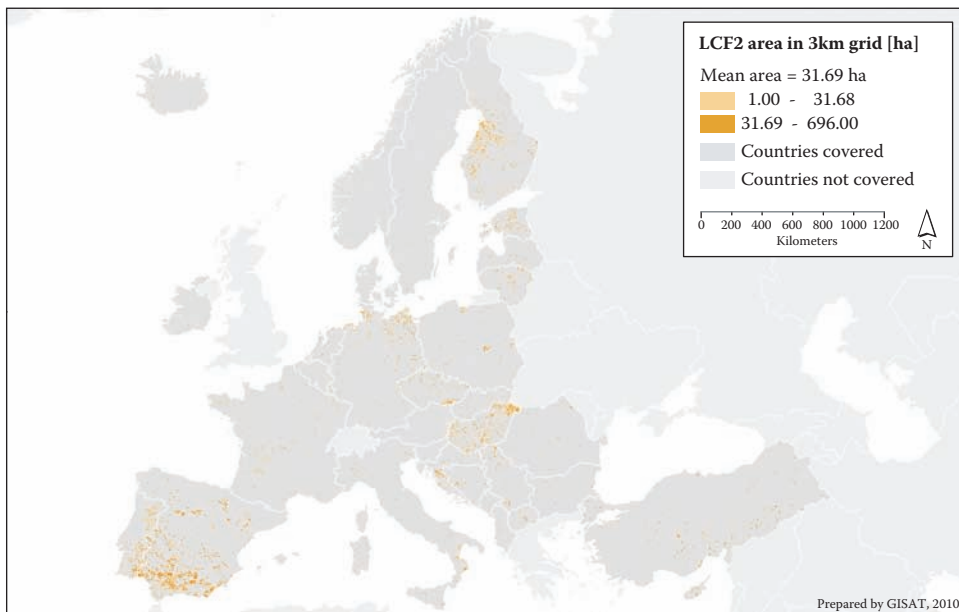 LCF2 area in 3km grid [ha]
Mean area = 31.69 ha
1.00 - 31.68
31.69 - 696.00
Countries covered
Countries not covered
0 200 400 600 800 1000 1200
Kilometers
N
Prepared by GISAT, 2010